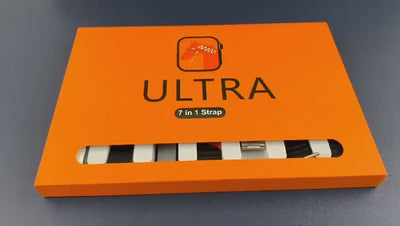 ULTRA
7 in 1 Strap